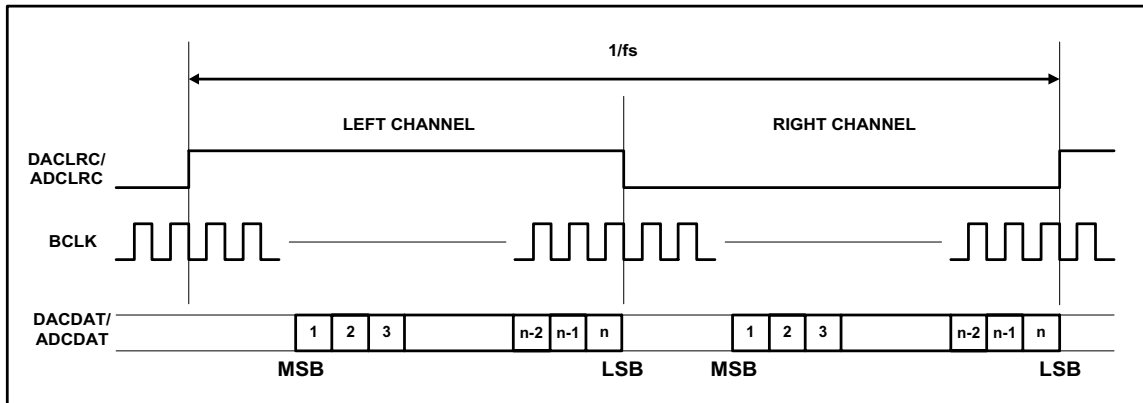 1/fs
LEFT CHANNEL
RIGHT CHANNEL
DACLRC/
ADCLRC
BCLK
DACDAT/
ADCDAT
1 2 3 n-2 n-1 n 1 2 3 n-2 n-1 n
MSB LSB MSB LSB